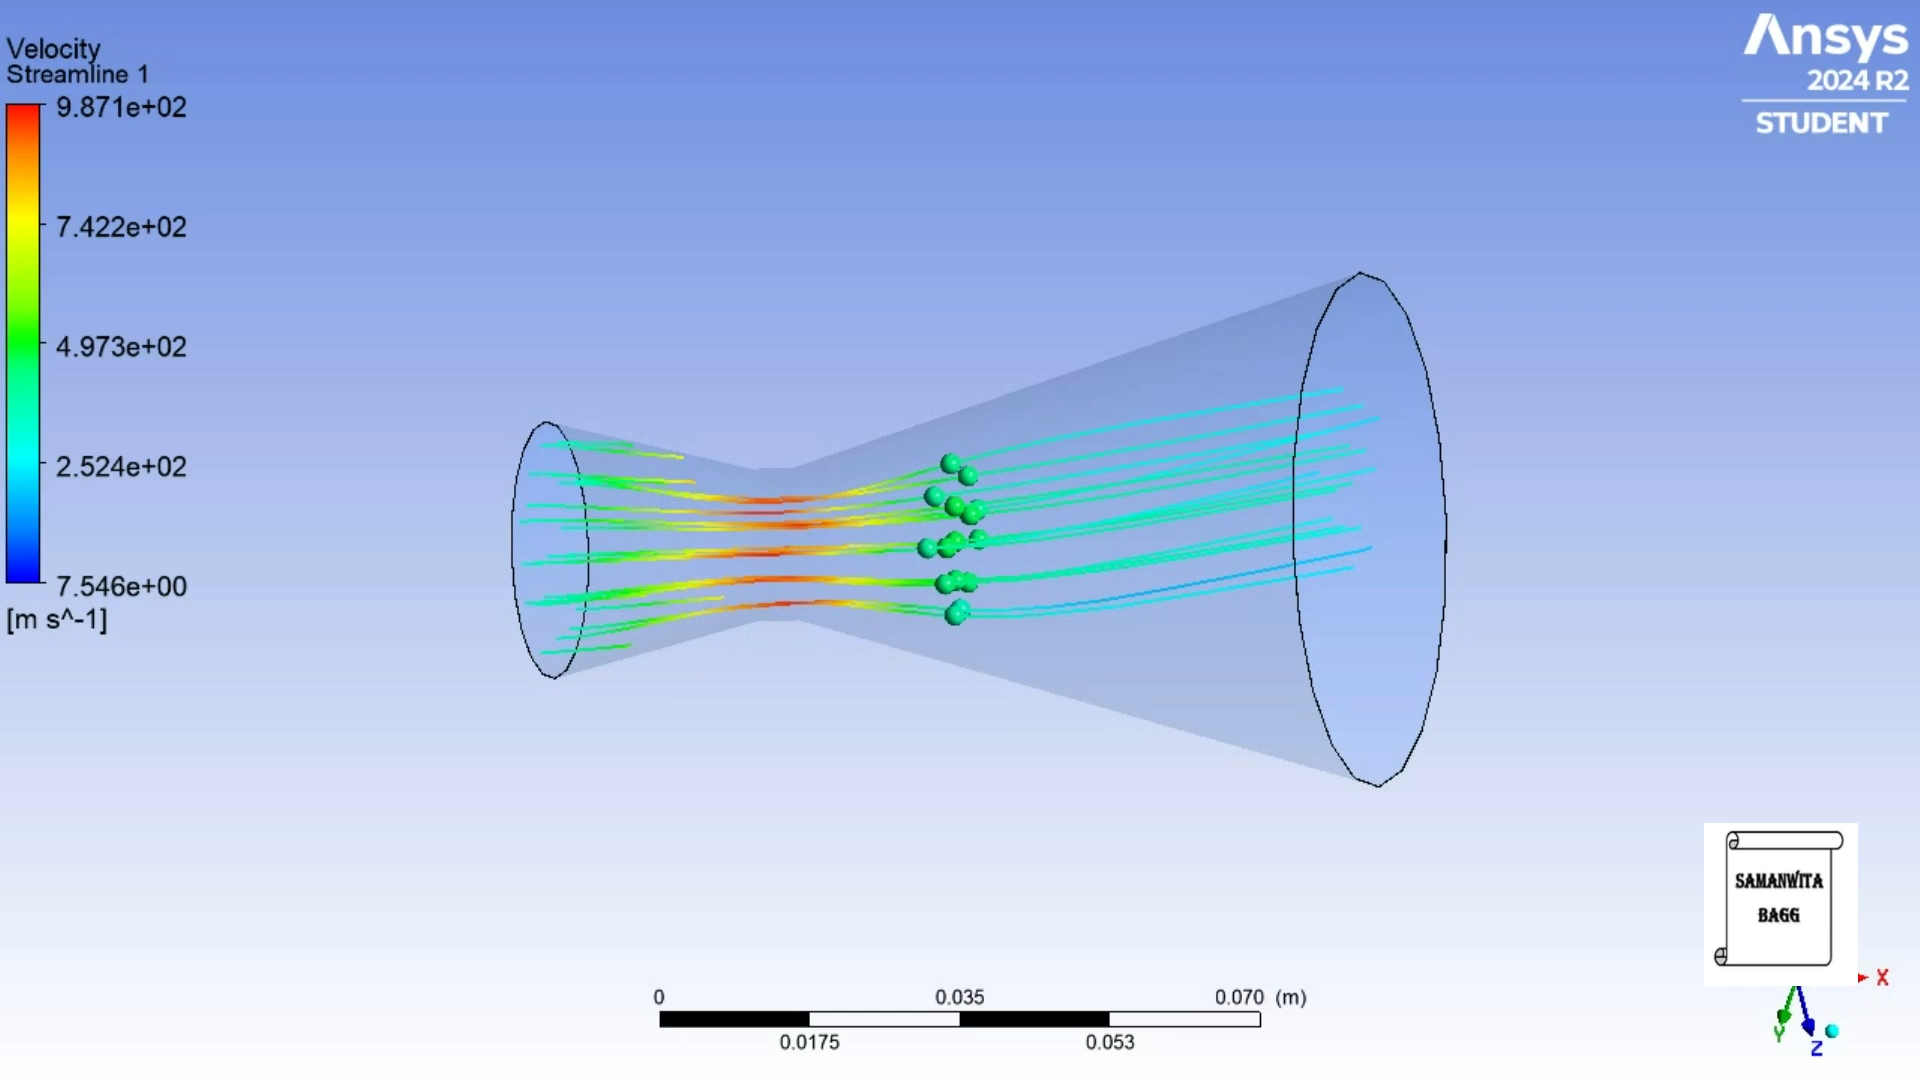 Velocity
Streamline 1
9.871e+02
7.422e+02
4.973e+02
2.524e+02
7.546e+00
[m s^-1]
Ansys
2024 R2
STUDENT
SAMANWITA
BAGG
X
Y
Z
0
0.035
0.070 (m)
0.0175
0.053